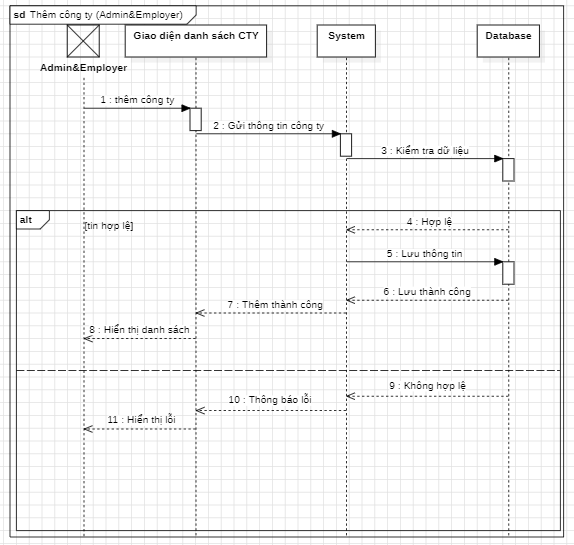 sd Thêm công ty (Admin&Employer)
Giao diện danh sách CTY
System
Database
Admin&Employer
1 : thêm công ty
2 : Gửi thông tin công ty
3 : Kiểm tra dữ liệu
alt
[tin hợp lệ]
4 : Hợp lệ
5 : Lưu thông tin
6 : Lưu thành công
7 : Thêm thành công
8 : Hiển thị danh sách
9 : Không hợp lệ
10 : Thông báo lỗi
11 : Hiển thị lỗi